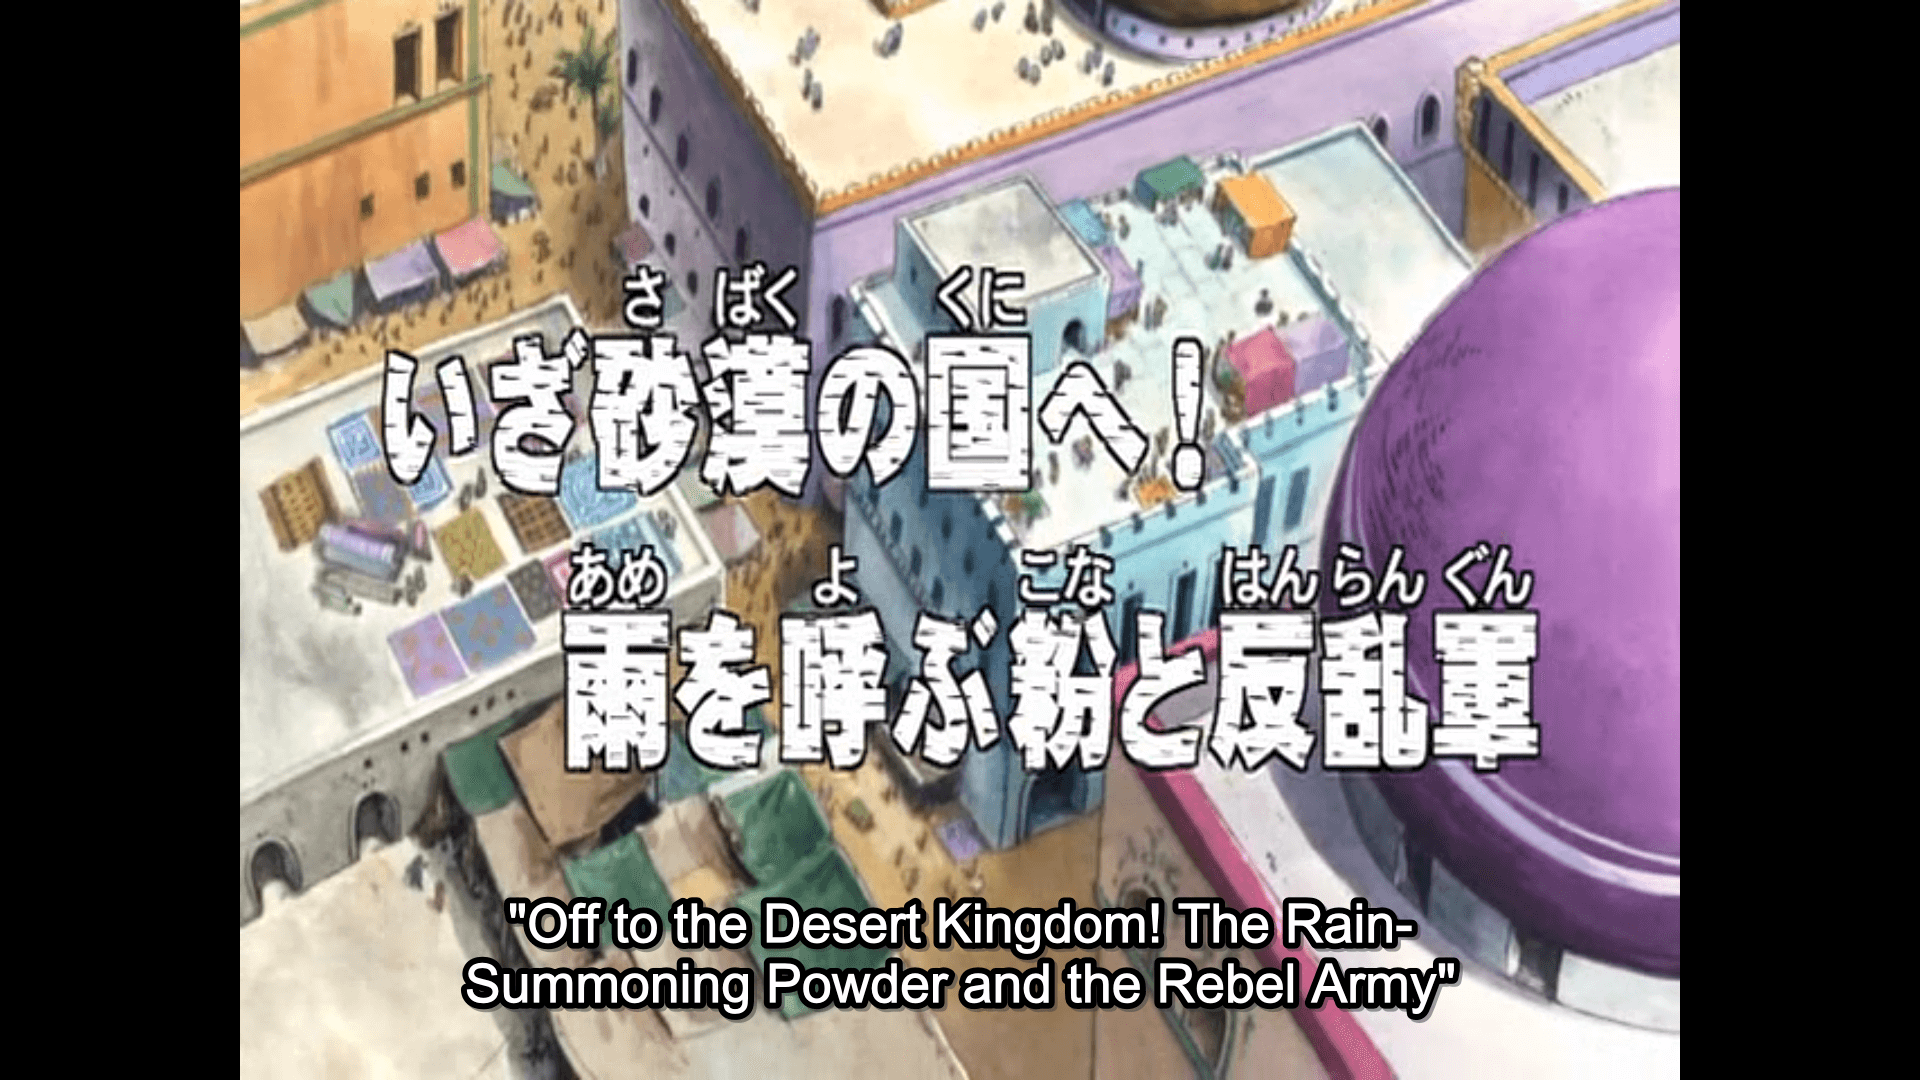 さ ばく くに
いざ砂漠の国へ!
あめ よ こな はん らん ぐん
雨を呼ぶ粉と反乱軍
"Off to the Desert Kingdom! The Rain-
Summoning Powder and the Rebel Army"